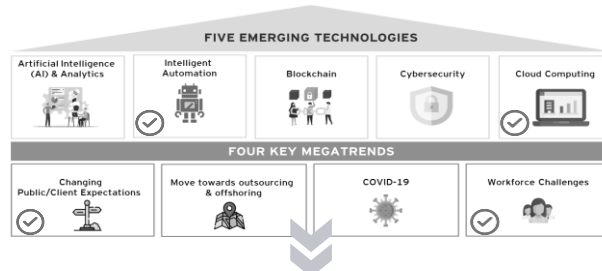 FIVE EMERGING TECHNOLOGIES
Artificial Intelligence
(AI) & Analytics
Intelligent
Automation
Blockchain
Cybersecurity
Cloud Computing
FOUR KEY MEGATRENDS
Changing
Public/Client Expectations
Move towards outsourcing
& offshoring
COVID-19
Workforce Challenges